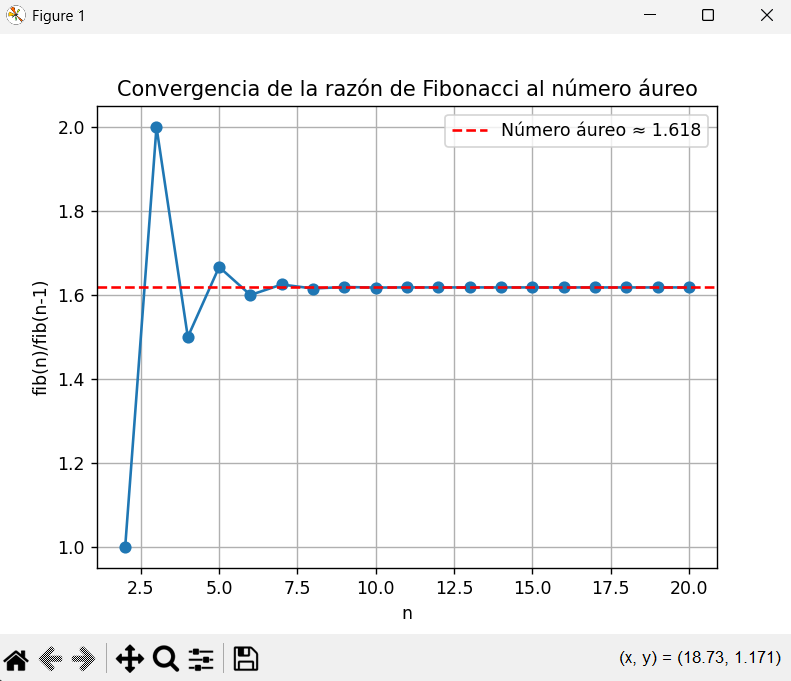 Figure 1
Convergencia de la razón de Fibonacci al número áureo
Número áureo ≈ 1.618
2.0
1.8
1.6
1.4
1.2
1.0
fib(n)/fib(n-1)
2.5 5.0 7.5 10.0 12.5 15.0 17.5 20.0
n
(x, y) = (18.73, 1.171)